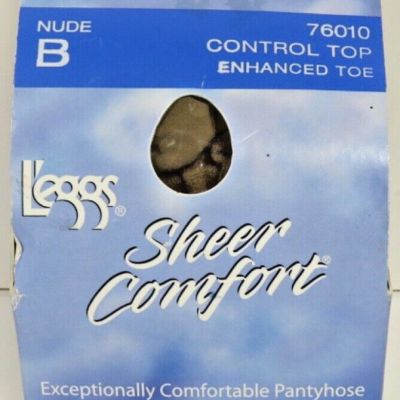 NUDE
B
76010
CONTROL TOP
ENHANCED TOE
L'eggs®
Sheer
Comfort®
Exceptionally Comfortable Pantyhose